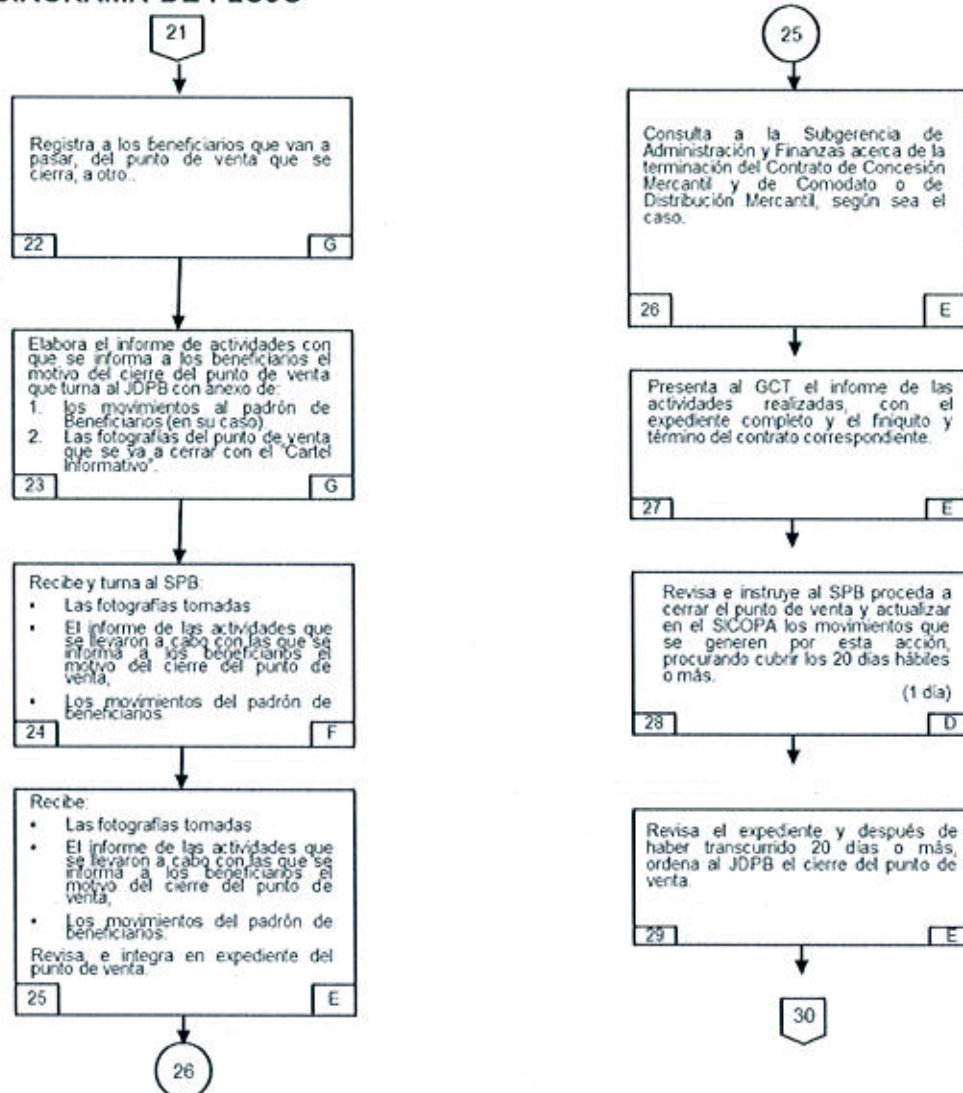 DIAGRAMA DE FLUJO
21
Registra a los beneficiarios que van a
pasar, del punto de venta que se
cierra, a otro..
22 G
Elabora el informe de actividades con
que se informa a los beneficiarios el
motivo del cierre del punto de venta
que turna al JDPB con anexo de:
1. los movimientos al padrón de
Beneficiarios (en su caso)
2. Las fotografías del punto de venta
que se va a cerrar con el "Cartel
Informativo".
23 G
Recibe y turna al SPB:
• Las fotografías tomadas
• El informe de las actividades que
se llevaron a cabo con las que se
informa a los beneficiarios el
motivo del cierre del punto de
venta,
• Los movimientos del padrón de
beneficiarios.
24 F
Recibe:
• Las fotografías tomadas
• El informe de las actividades que
se llevaron a cabo con las que se
informa a los beneficiarios el
motivo del cierre del punto de
venta,
• Los movimientos del padrón de
beneficiarios.
Revisa, e integra en expediente del
punto de venta.
25 E
26
25
Consulta a la Subgerencia de
Administración y Finanzas acerca de la
terminación del Contrato de Concesión
Mercantil y de Comodato o de
Distribución Mercantil, según sea el
caso.
26 E
Presenta al GCT el informe de las
actividades realizadas, con el
expediente completo y el finiquito y
término del contrato correspondiente.
27 E
Revisa e instruye al SPB proceda a
cerrar el punto de venta y actualizar
en el SICOPA los movimientos que
se generen por esta acción,
procurando cubrir los 20 días hábiles
o más.
(1 día)
28 D
Revisa el expediente y después de
haber transcurrido 20 días o más,
ordena al JDPB el cierre del punto de
venta.
29 E
30